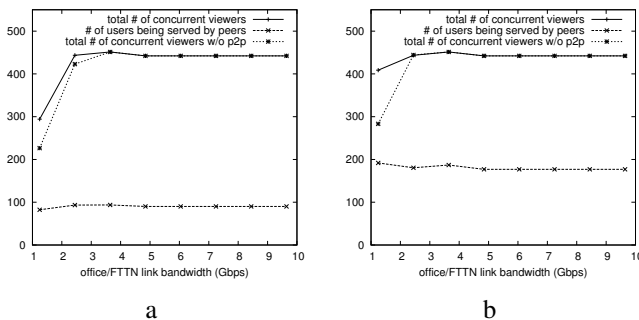 total # of concurrent viewers
# of users being served by peers
total # of concurrent viewers w/o p2p
500
400
300
200
100
0
1 2 3 4 5 6 7 8 9 10
office/FTTN link bandwidth (Gbps)
a
total # of concurrent viewers
# of users being served by peers
total # of concurrent viewers w/o p2p
500
400
300
200
100
0
1 2 3 4 5 6 7 8 9 10
office/FTTN link bandwidth (Gbps)
b